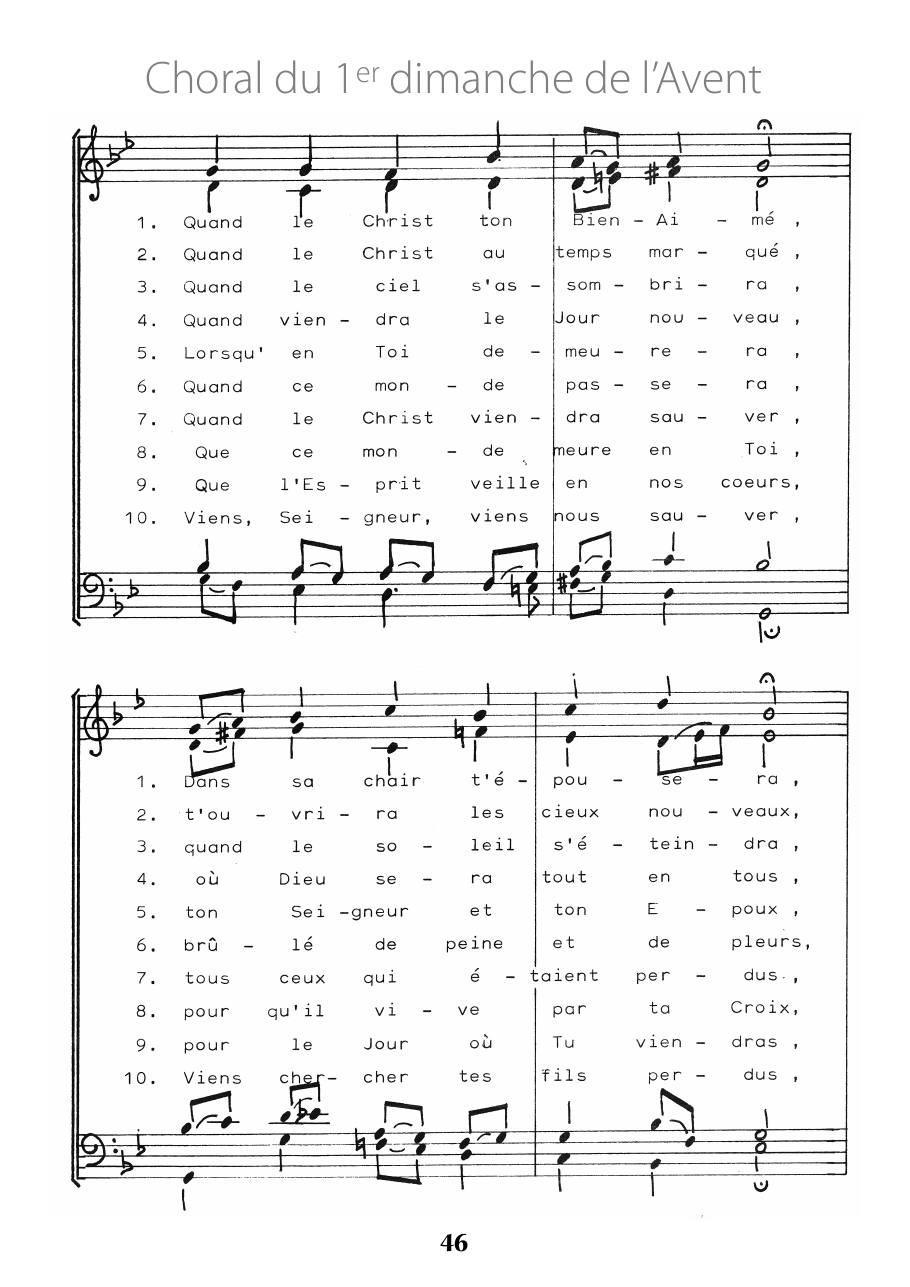 Choral du 1er dimanche de l'Avent
1. Quand le Christ ton Bien - Ai - mé ,
2. Quand le Christ au temps mar - qué ,
3. Quand le ciel s'as - som - bri - ra ,
4. Quand vien - dra le Jour nou - veau ,
5. Lorsqu' en Toi de - meu - re - ra ,
6. Quand ce mon - de pas - se - ra ,
7. Quand le Christ vien - dra sau - ver ,
8. Que ce mon - de meure en Toi ,
9. Que l'Es - prit veille en nos coeurs,
10. Viens, Sei - gneur, viens nous sau - ver ,
1. Dans sa chair t'é - pou - se - ra ,
2. t'ou - vri - ra les cieux nou - veaux,
3. quand le so - leil s'é - tein - dra ,
4. où Dieu se - ra tout en tous ,
5. ton Sei -gneur et ton E - poux ,
6. brû - lé de peine et de pleurs,
7. tous ceux qui é - taient per - dus ,
8. pour qu'il vi - ve par ta Croix,
9. pour le Jour où Tu vien - dras ,
10. Viens cher- cher tes fils per - dus ,
46